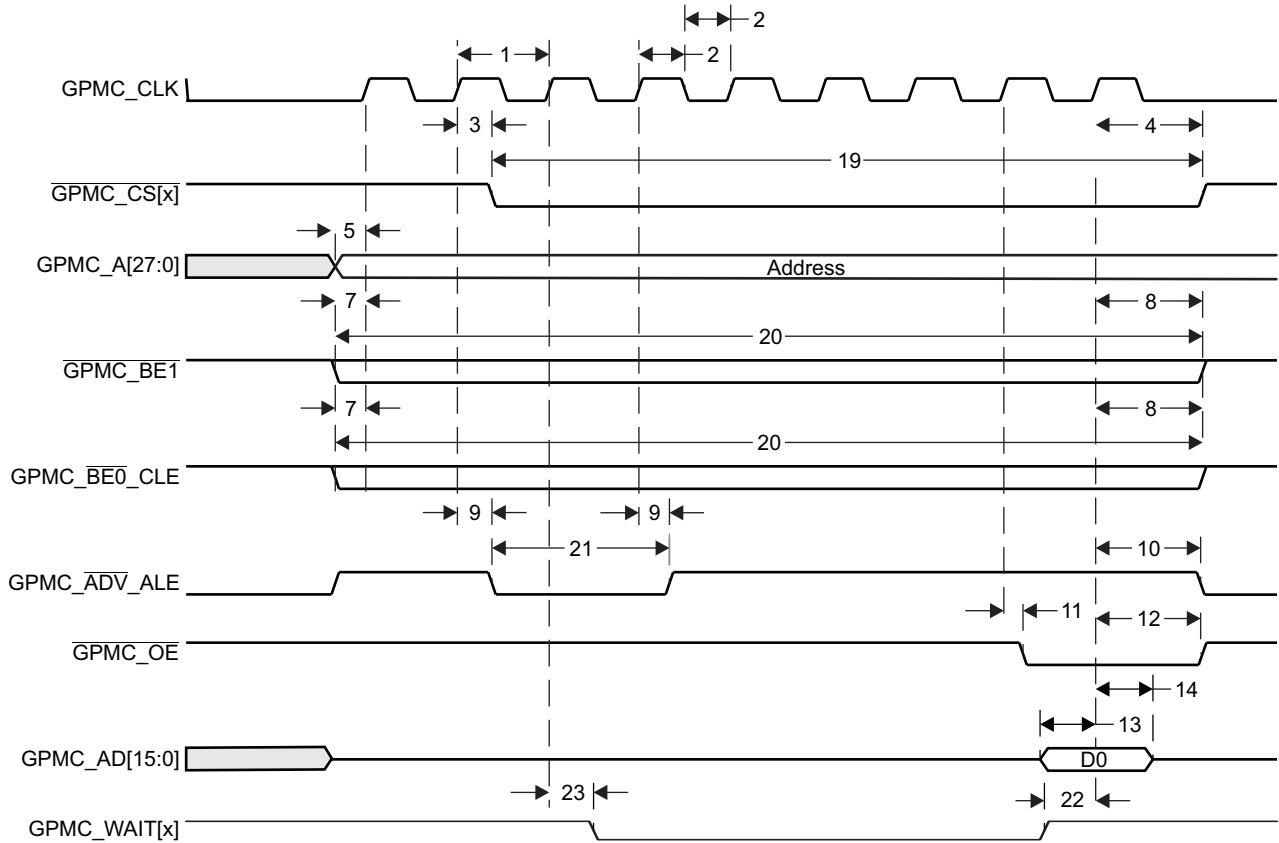 2
1
2
GPMC_CLK
3
4
19
GPMC_CS[x]
5
GPMC_A[27:0]
Address
7
8
20
GPMC_BE1
7
8
20
GPMC_BE0_CLE
9
9
21
10
GPMC_ADV_ALE
11
12
GPMC_OE
14
13
GPMC_AD[15:0]
D0
23
22
GPMC_WAIT[x]